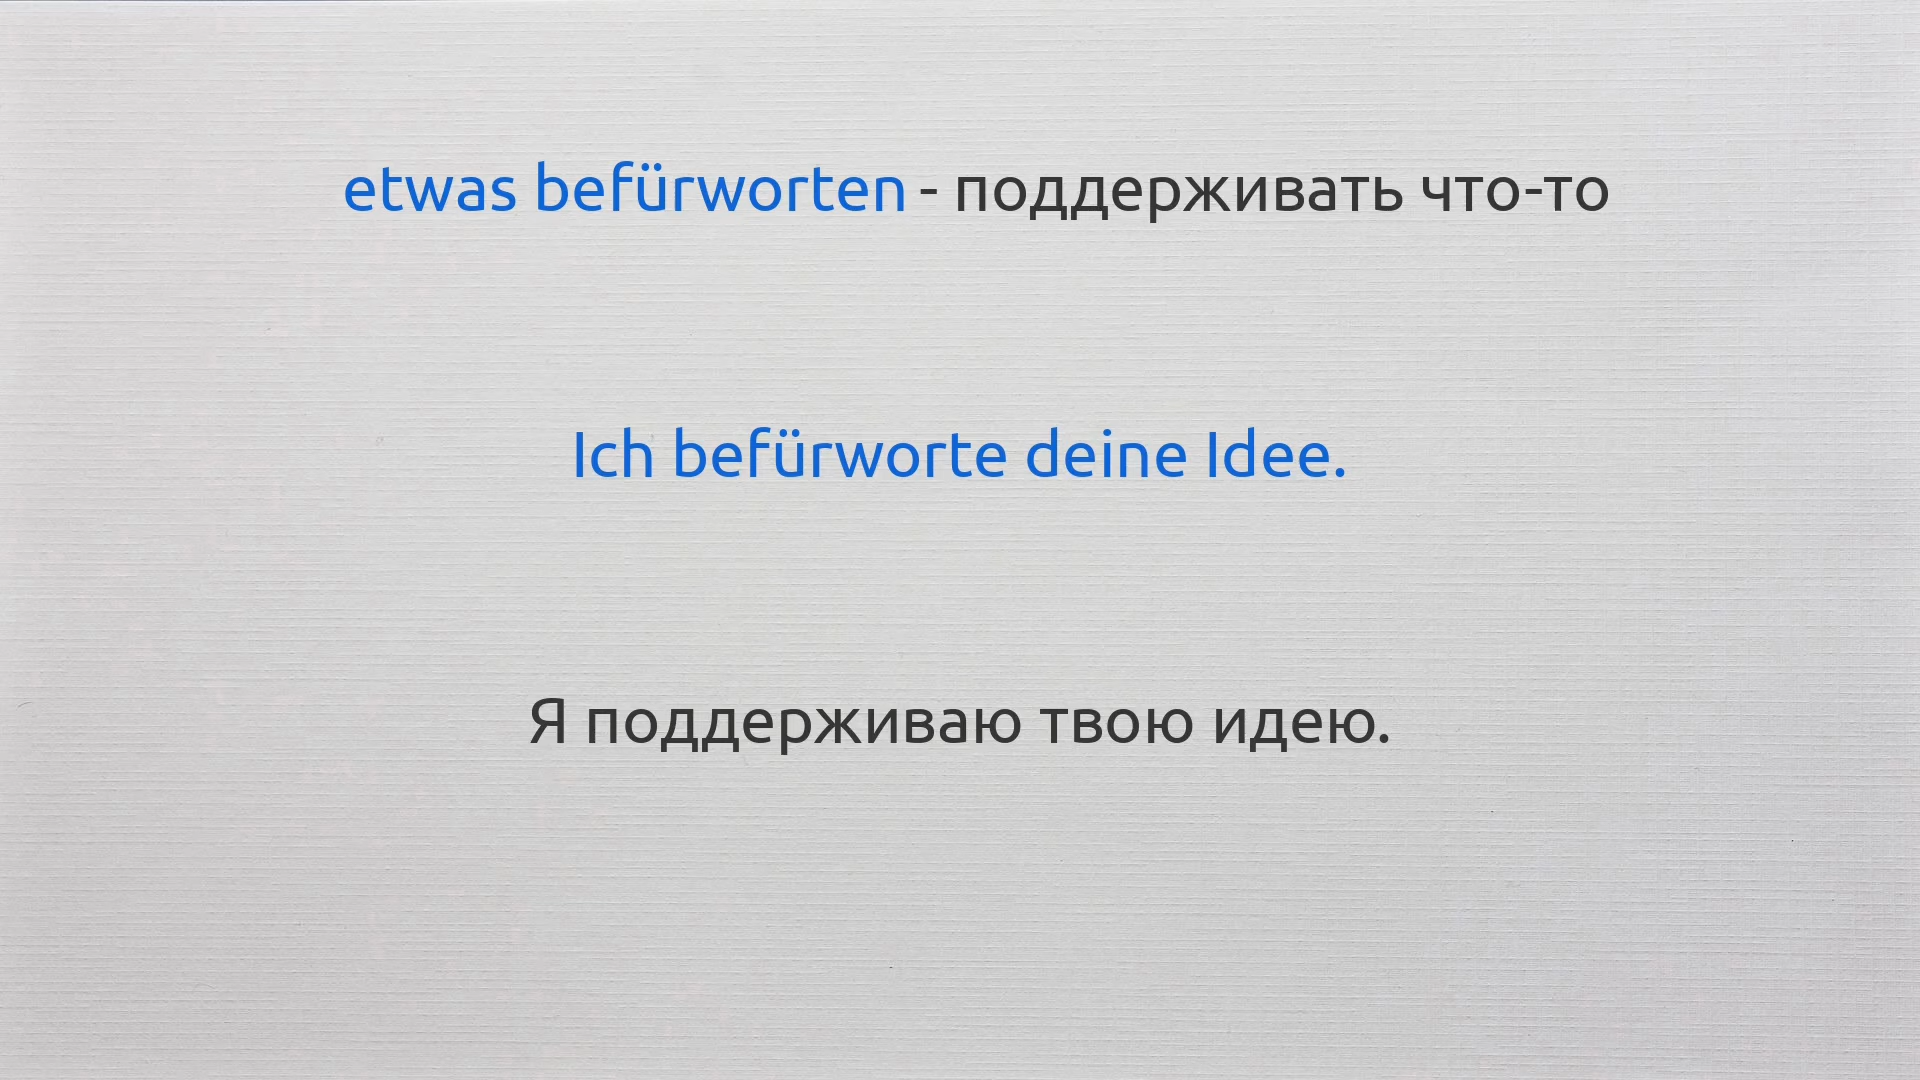 etwas befürworten - поддерживать что-то
Ich befürworte deine Idee.
Я поддерживаю твою идею.